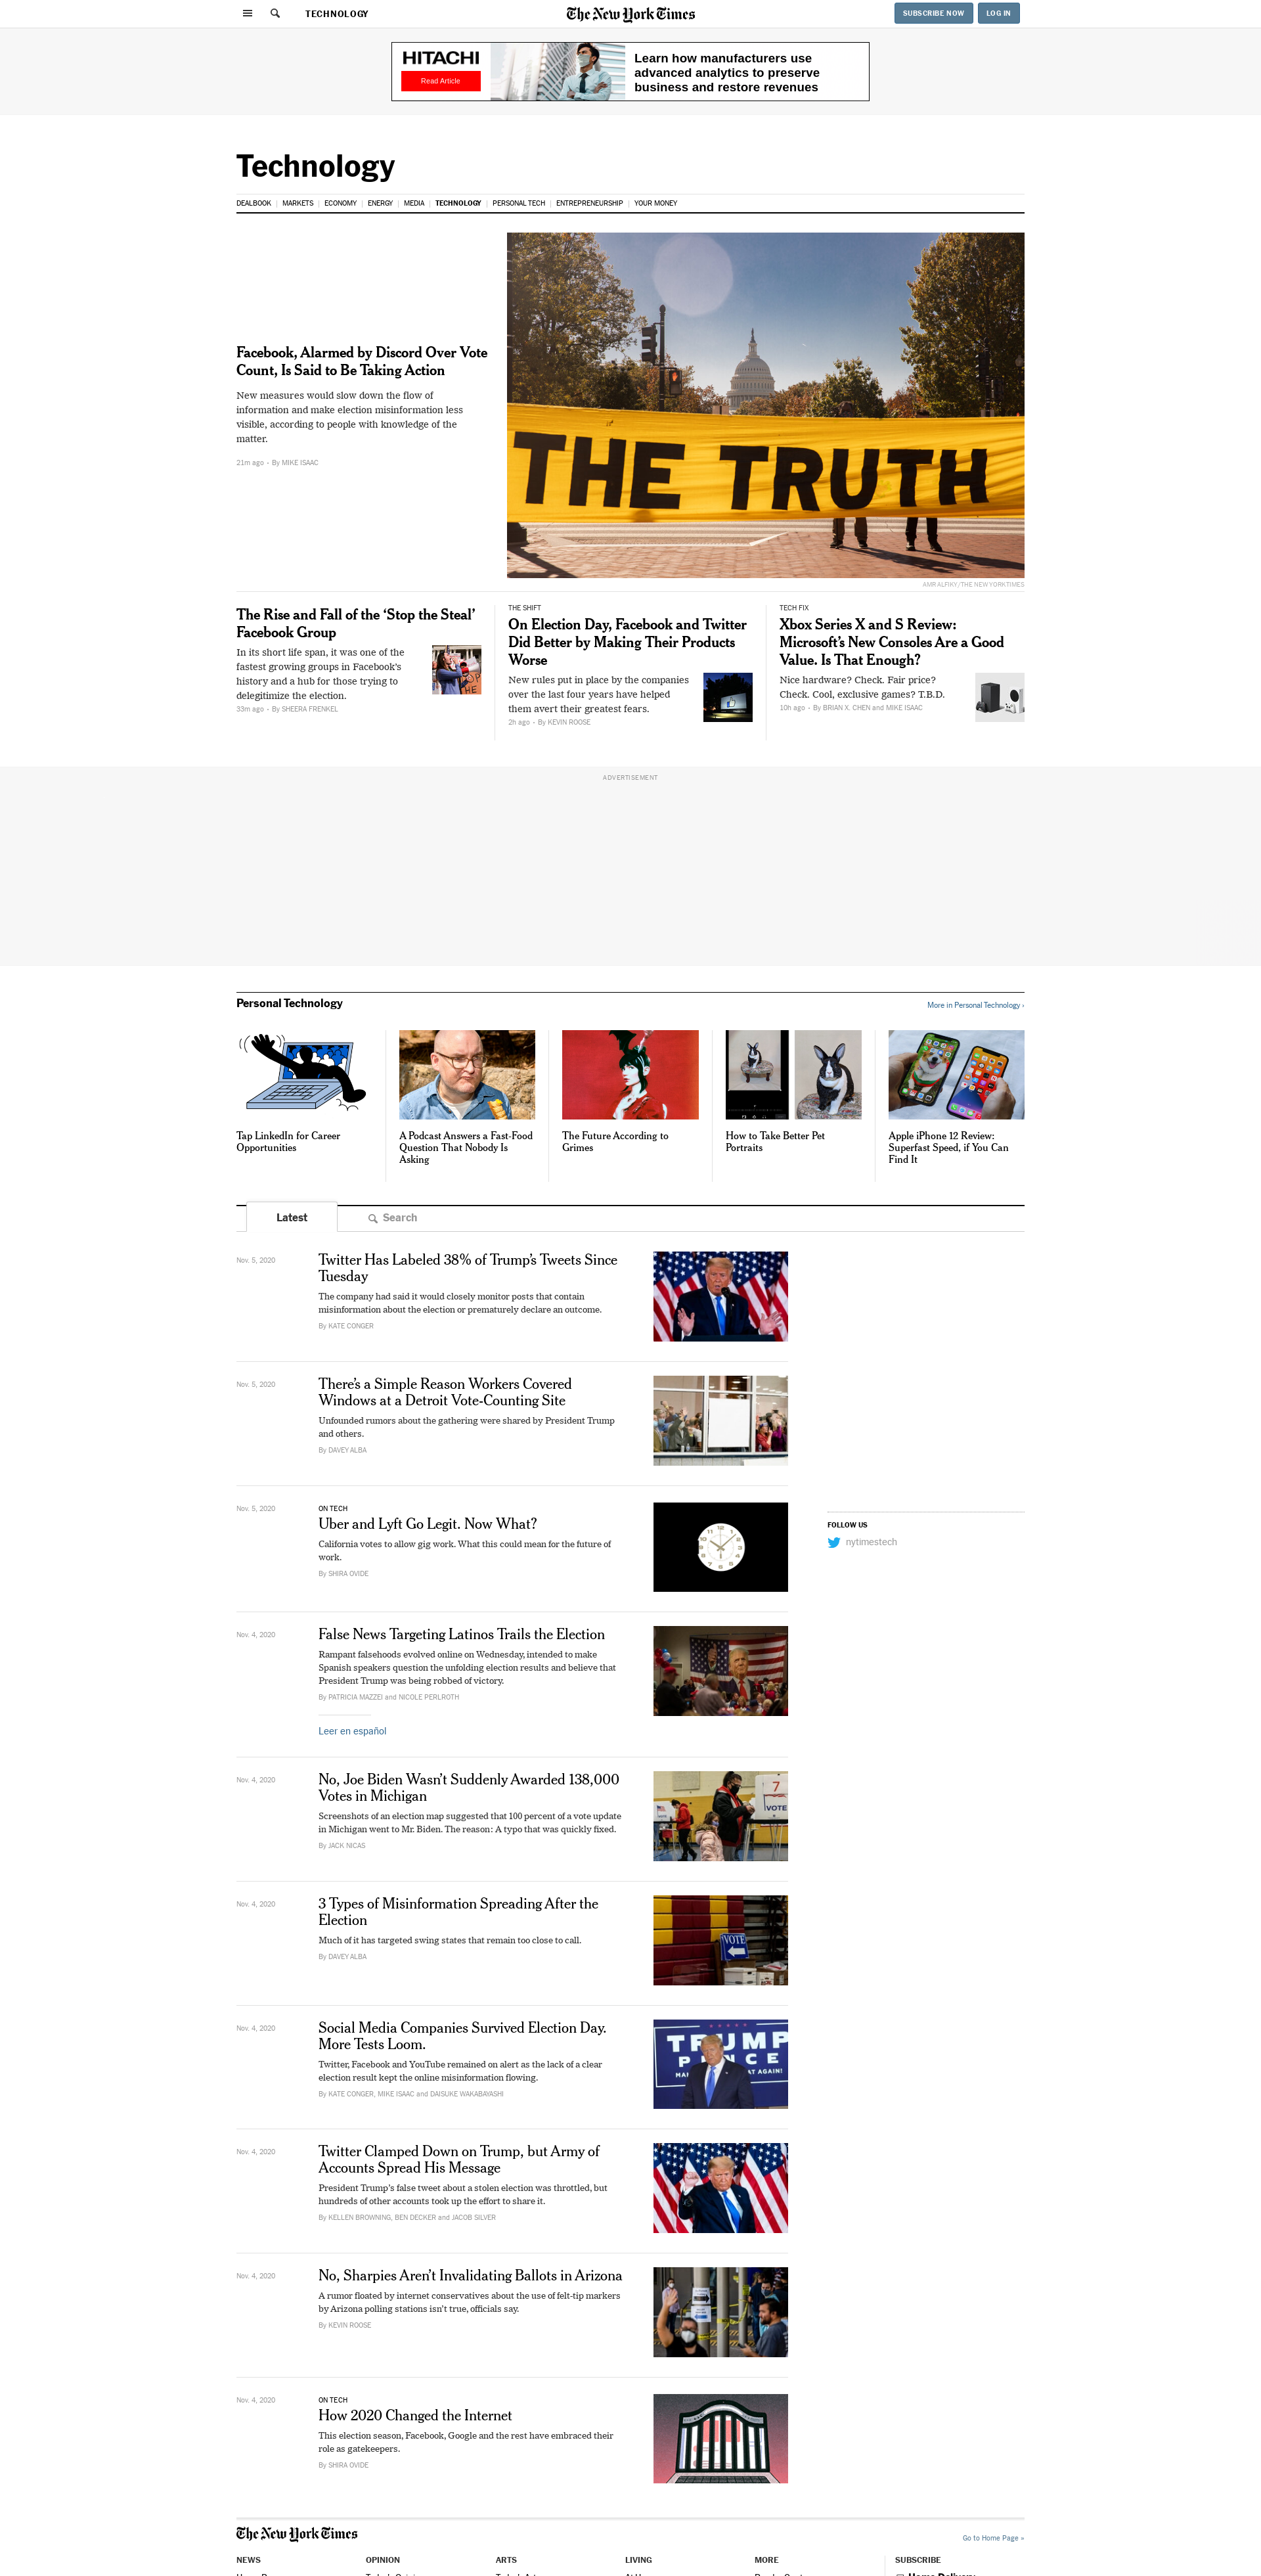 TECHNOLOGY
The New York Times
SUBSCRIBE NOW
LOG IN
HITACHI
Read Article
Learn how manufacturers use
advanced analytics to preserve
business and restore revenues
Technology
DEALBOOK
MARKETS
ECONOMY
ENERGY
MEDIA
TECHNOLOGY
PERSONAL TECH
ENTREPRENEURSHIP
YOUR MONEY
Facebook, Alarmed by Discord Over Vote
Count, Is Said to Be Taking Action
New measures would slow down the flow of
information and make election misinformation less
visible, according to people with knowledge of the
matter.
21m ago • By MIKE ISAAC
THE TRUTH
AMR ALFIKY/THE NEW YORK TIMES
The Rise and Fall of the ‘Stop the Steal’
Facebook Group
In its short life span, it was one of the
fastest growing groups in Facebook's
history and a hub for those trying to
delegitimize the election.
33m ago • By SHEERA FRENKEL
THE SHIFT
On Election Day, Facebook and Twitter
Did Better by Making Their Products
Worse
New rules put in place by the companies
over the last four years have helped
them avert their greatest fears.
2h ago • By KEVIN ROOSE
TECH FIX
Xbox Series X and S Review:
Microsoft’s New Consoles Are a Good
Value. Is That Enough?
Nice hardware? Check. Fair price?
Check. Cool, exclusive games? T.B.D.
10h ago • By BRIAN X. CHEN and MIKE ISAAC
ADVERTISEMENT
Personal Technology
More in Personal Technology ›
Tap LinkedIn for Career
Opportunities
A Podcast Answers a Fast-Food
Question That Nobody Is
Asking
The Future According to
Grimes
How to Take Better Pet
Portraits
Apple iPhone 12 Review:
Superfast Speed, if You Can
Find It
Latest
Search
Nov. 5, 2020
Twitter Has Labeled 38% of Trump’s Tweets Since
Tuesday
The company had said it would closely monitor posts that contain
misinformation about the election or prematurely declare an outcome.
By KATE CONGER
Nov. 5, 2020
There’s a Simple Reason Workers Covered
Windows at a Detroit Vote-Counting Site
Unfounded rumors about the gathering were shared by President Trump
and others.
By DAVEY ALBA
Nov. 5, 2020
ON TECH
Uber and Lyft Go Legit. Now What?
California votes to allow gig work. What this could mean for the future of
work.
By SHIRA OVIDE
FOLLOW US
nytimestech
Nov. 4, 2020
False News Targeting Latinos Trails the Election
Rampant falsehoods evolved online on Wednesday, intended to make
Spanish speakers question the unfolding election results and believe that
President Trump was being robbed of victory.
By PATRICIA MAZZEI and NICOLE PERLROTH
Leer en español
Nov. 4, 2020
No, Joe Biden Wasn’t Suddenly Awarded 138,000
Votes in Michigan
Screenshots of an election map suggested that 100 percent of a vote update
in Michigan went to Mr. Biden. The reason: A typo that was quickly fixed.
By JACK NICAS
7
VOTE
Nov. 4, 2020
3 Types of Misinformation Spreading After the
Election
Much of it has targeted swing states that remain too close to call.
By DAVEY ALBA
VOTE
Nov. 4, 2020
Social Media Companies Survived Election Day.
More Tests Loom.
Twitter, Facebook and YouTube remained on alert as the lack of a clear
election result kept the online misinformation flowing.
By KATE CONGER, MIKE ISAAC and DAISUKE WAKABAYASHI
TRUMP
Nov. 4, 2020
Twitter Clamped Down on Trump, but Army of
Accounts Spread His Message
President Trump’s false tweet about a stolen election was throttled, but
hundreds of other accounts took up the effort to share it.
By KELLEN BROWNING, BEN DECKER and JACOB SILVER
Nov. 4, 2020
No, Sharpies Aren’t Invalidating Ballots in Arizona
A rumor floated by internet conservatives about the use of felt-tip markers
by Arizona polling stations isn’t true, officials say.
By KEVIN ROOSE
Nov. 4, 2020
ON TECH
How 2020 Changed the Internet
This election season, Facebook, Google and the rest have embraced their
role as gatekeepers.
By SHIRA OVIDE
The New York Times
Go to Home Page »
NEWS
OPINION
ARTS
LIVING
MORE
SUBSCRIBE